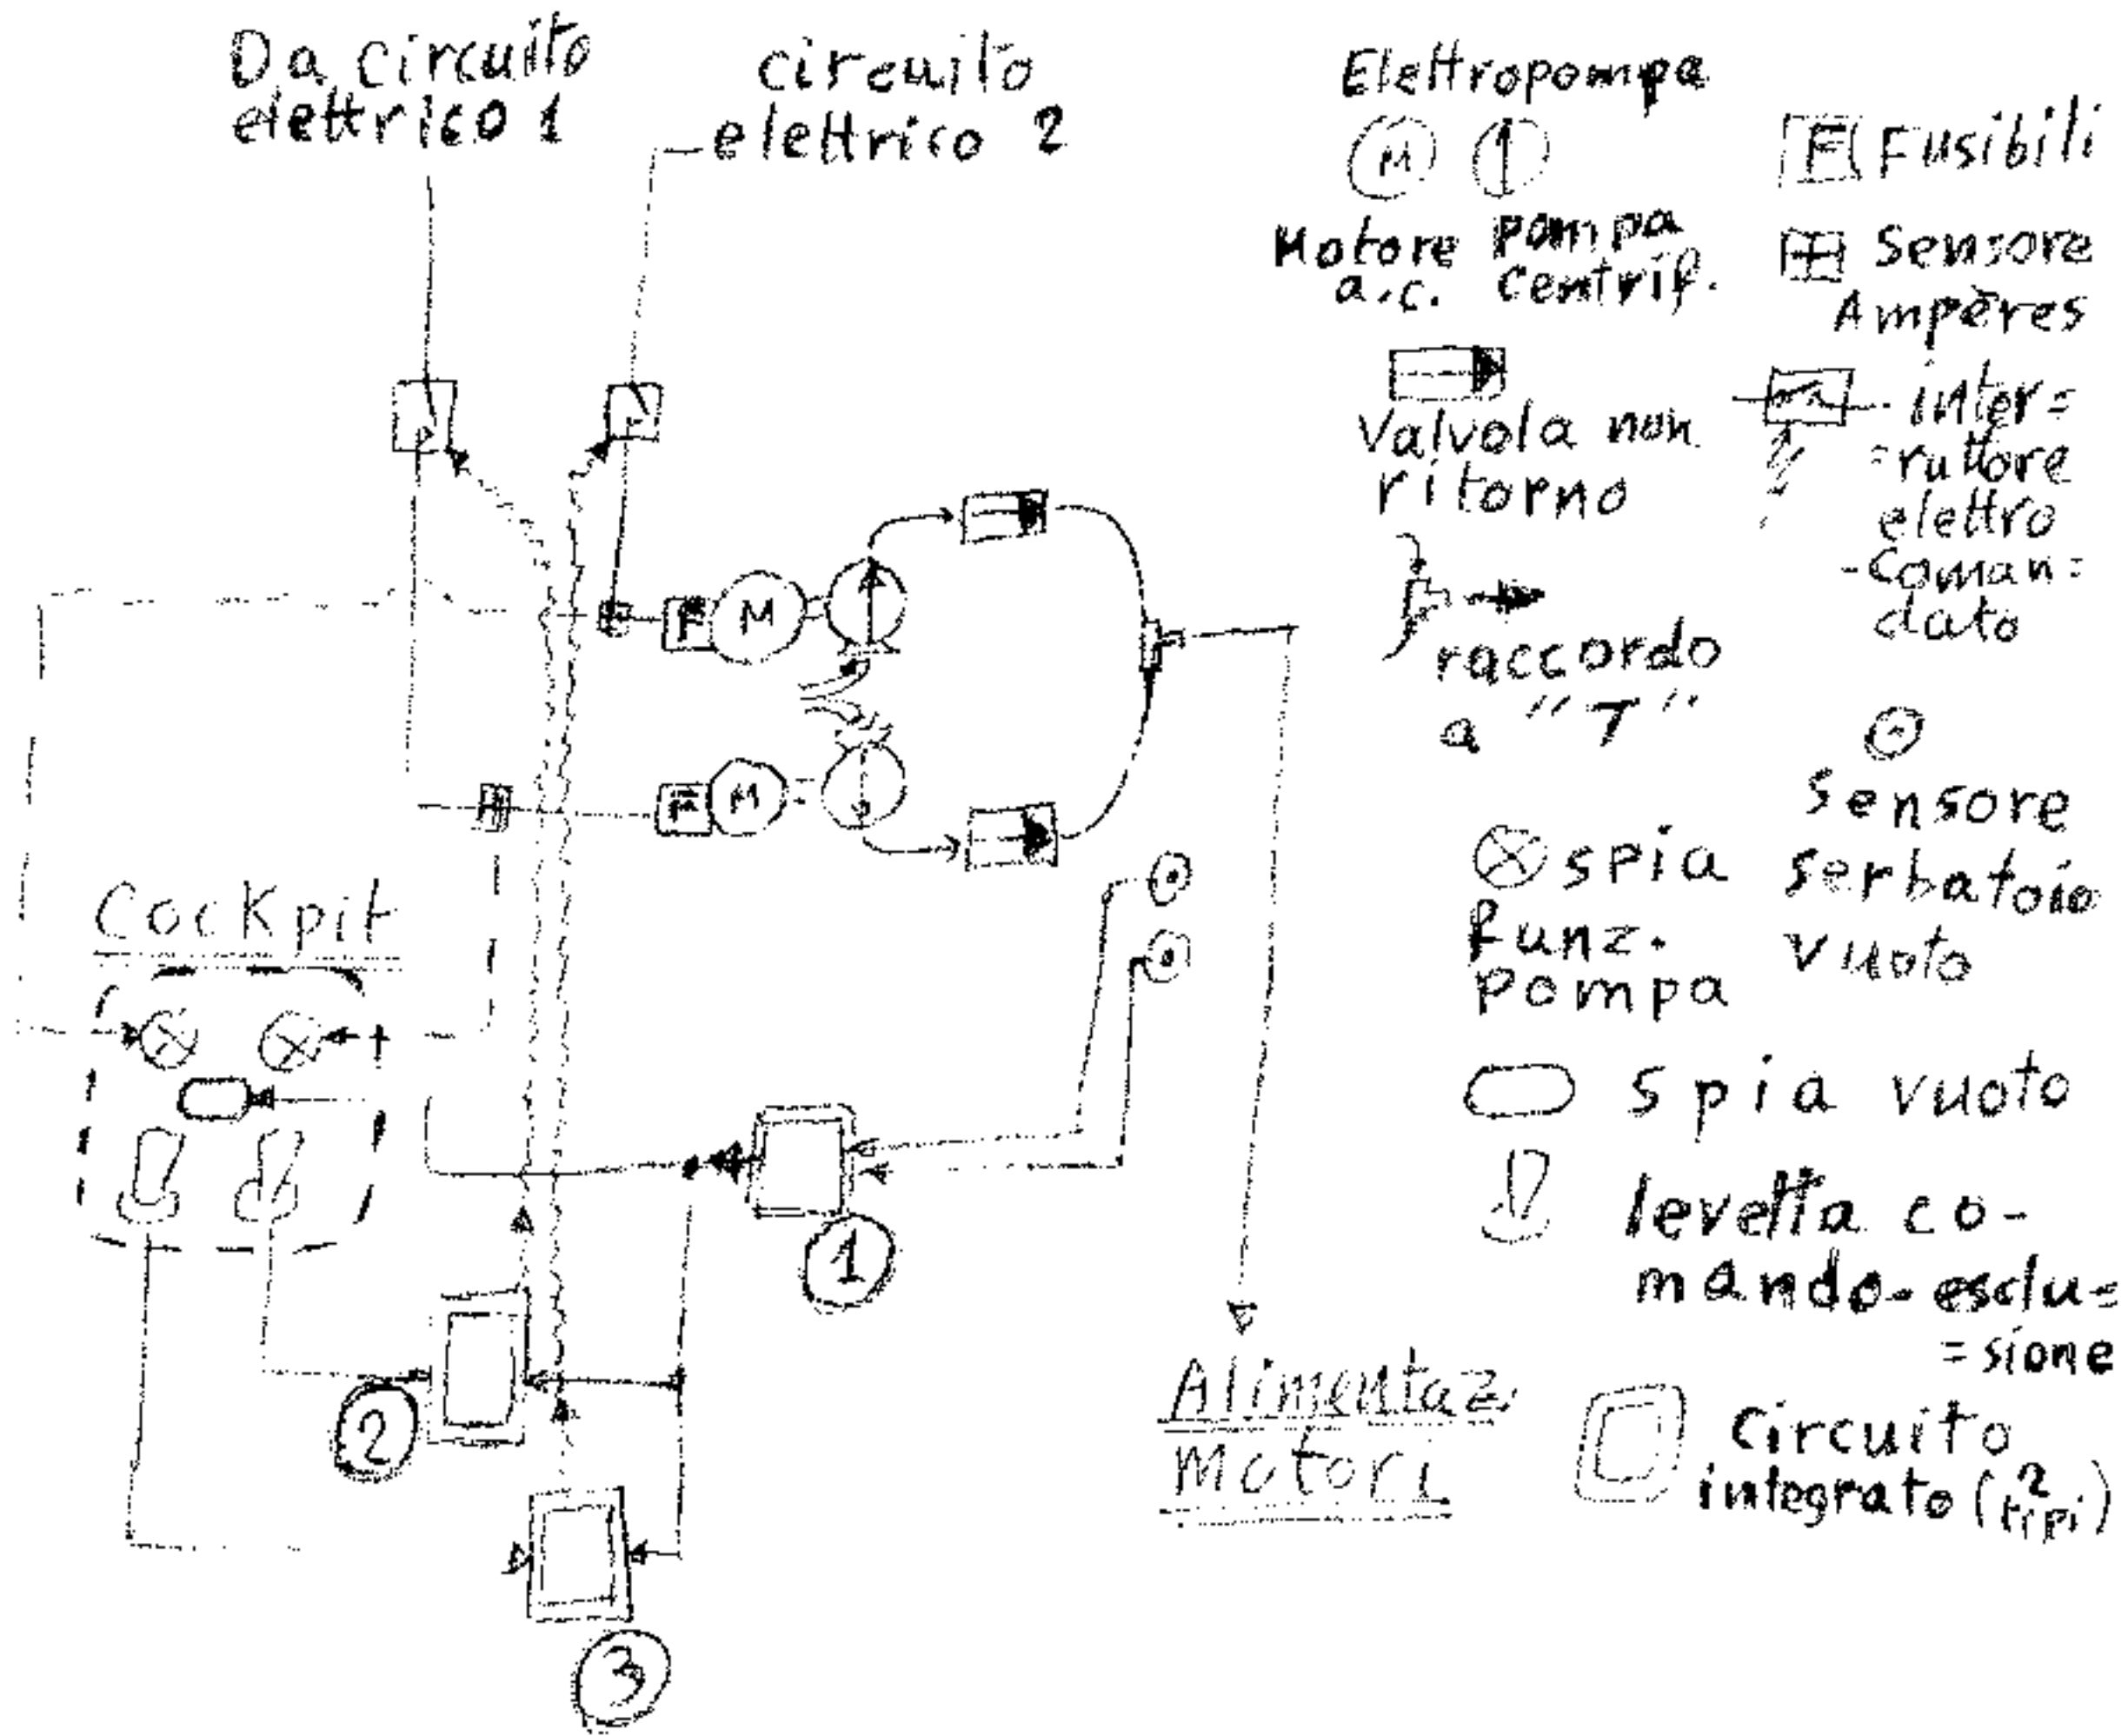 Da circuito
elettrico 1
circuito
elettrico 2
F M
F M
Cockpit
1
2
3
Alimentaz.
Motori
Elettropompa
M
Motore pompa
a.c. centrif.
Valvola non
ritorno
raccordo
a "T"
spia
funz.
pompa
F Fusibili
Sensore
Ampères
inter=
=ruttore
elettro
-coman=
dato
sensore
serbatoio
vuoto
spia vuoto
levetta co-
mando-esclu=
=sione
circuito
integrato (2
tipi)